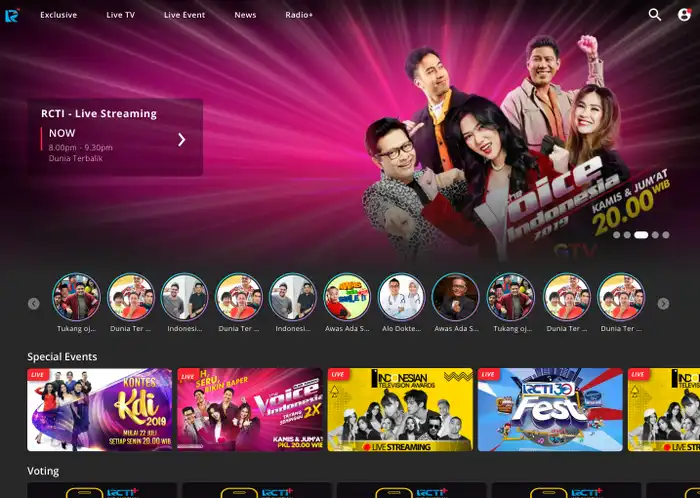 Exclusive
Live TV
Live Event
News
Radio+
RCTI - Live Streaming
NOW
8.00pm - 9.30pm
Dunia Terbalik
The
Voice
Indonesia
2019
KAMIS & JUM'AT
20.00 WIB
GTV
Tukang oj...
Dunia Ter ...
Indonesi...
Dunia Ter ...
Indonesi...
Awas Ada S...
Alo Dokte...
Awas Ada S...
Tukang oj...
Dunia Ter ...
Dunia Ter...
Special Events
LIVE
KONTES
Kdi
2019
MULAI 22 JULI
SETIAP SENIN 20.00 WIB
LIVE
SERU,
BIKIN BAPER
Voice
Indonesia
TAYANG
2X
KAMIS & JUM'AT
PKL 20.00 WIB
LIVE
INDONESIAN
TELEVISION AWARDS
LIVE STREAMING
LIVE
RCTI 30
Fest
LIVE
Voting
RCTI+
RCTI+
RCTI+
RCTI+